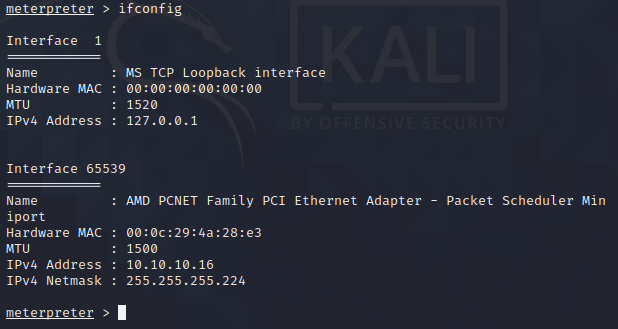 meterpreter > ifconfig
Interface  1
============
Name         : MS TCP Loopback interface
Hardware MAC : 00:00:00:00:00:00
MTU          : 1520
IPv4 Address : 127.0.0.1
Interface 65539
============
Name         : AMD PCNET Family PCI Ethernet Adapter - Packet Scheduler Min
iport
Hardware MAC : 00:0c:29:4a:28:e3
MTU          : 1500
IPv4 Address : 10.10.10.16
IPv4 Netmask : 255.255.255.224
meterpreter >
KALI
BY OFFENSIVE SECURITY